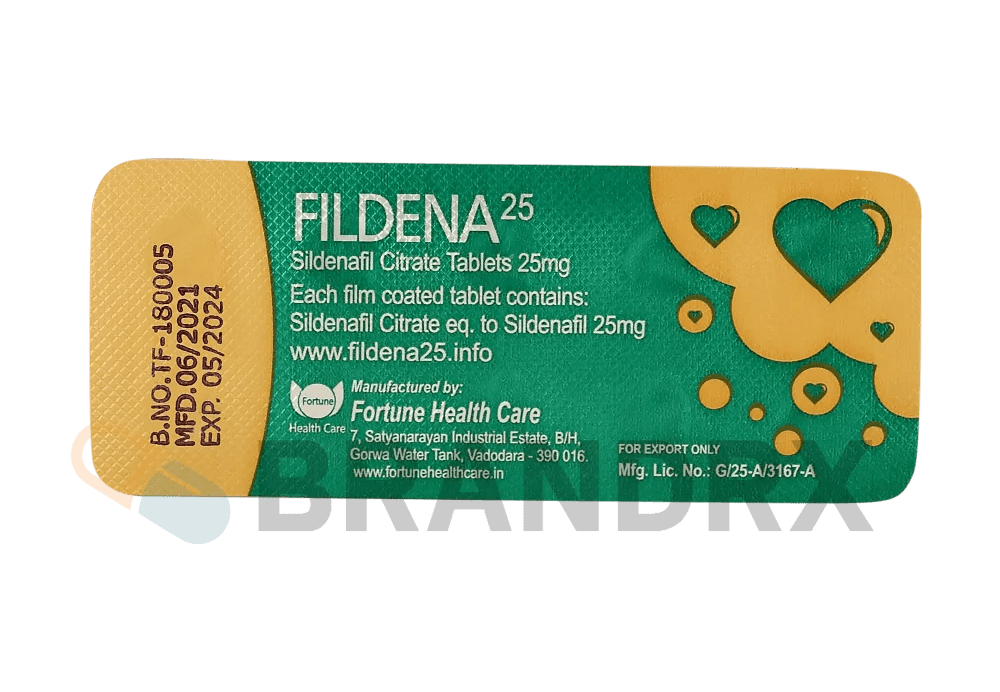 B.NO.TF-180005
MFD.06/2021
EXP. 05/2024
FILDENA25
Sildenafil Citrate Tablets 25mg
Each film coated tablet contains:
Sildenafil Citrate eq. to Sildenafil 25mg
www.fildena25.info
Fortune
Health Care
Manufactured by:
Fortune Health Care
7, Satyanarayan Industrial Estate, B/H,
Gorwa Water Tank, Vadodara - 390 016.
www.fortunehealthcare.in
FOR EXPORT ONLY
Mfg. Lic. No.: G/25-A/3167-A
BRANDRX